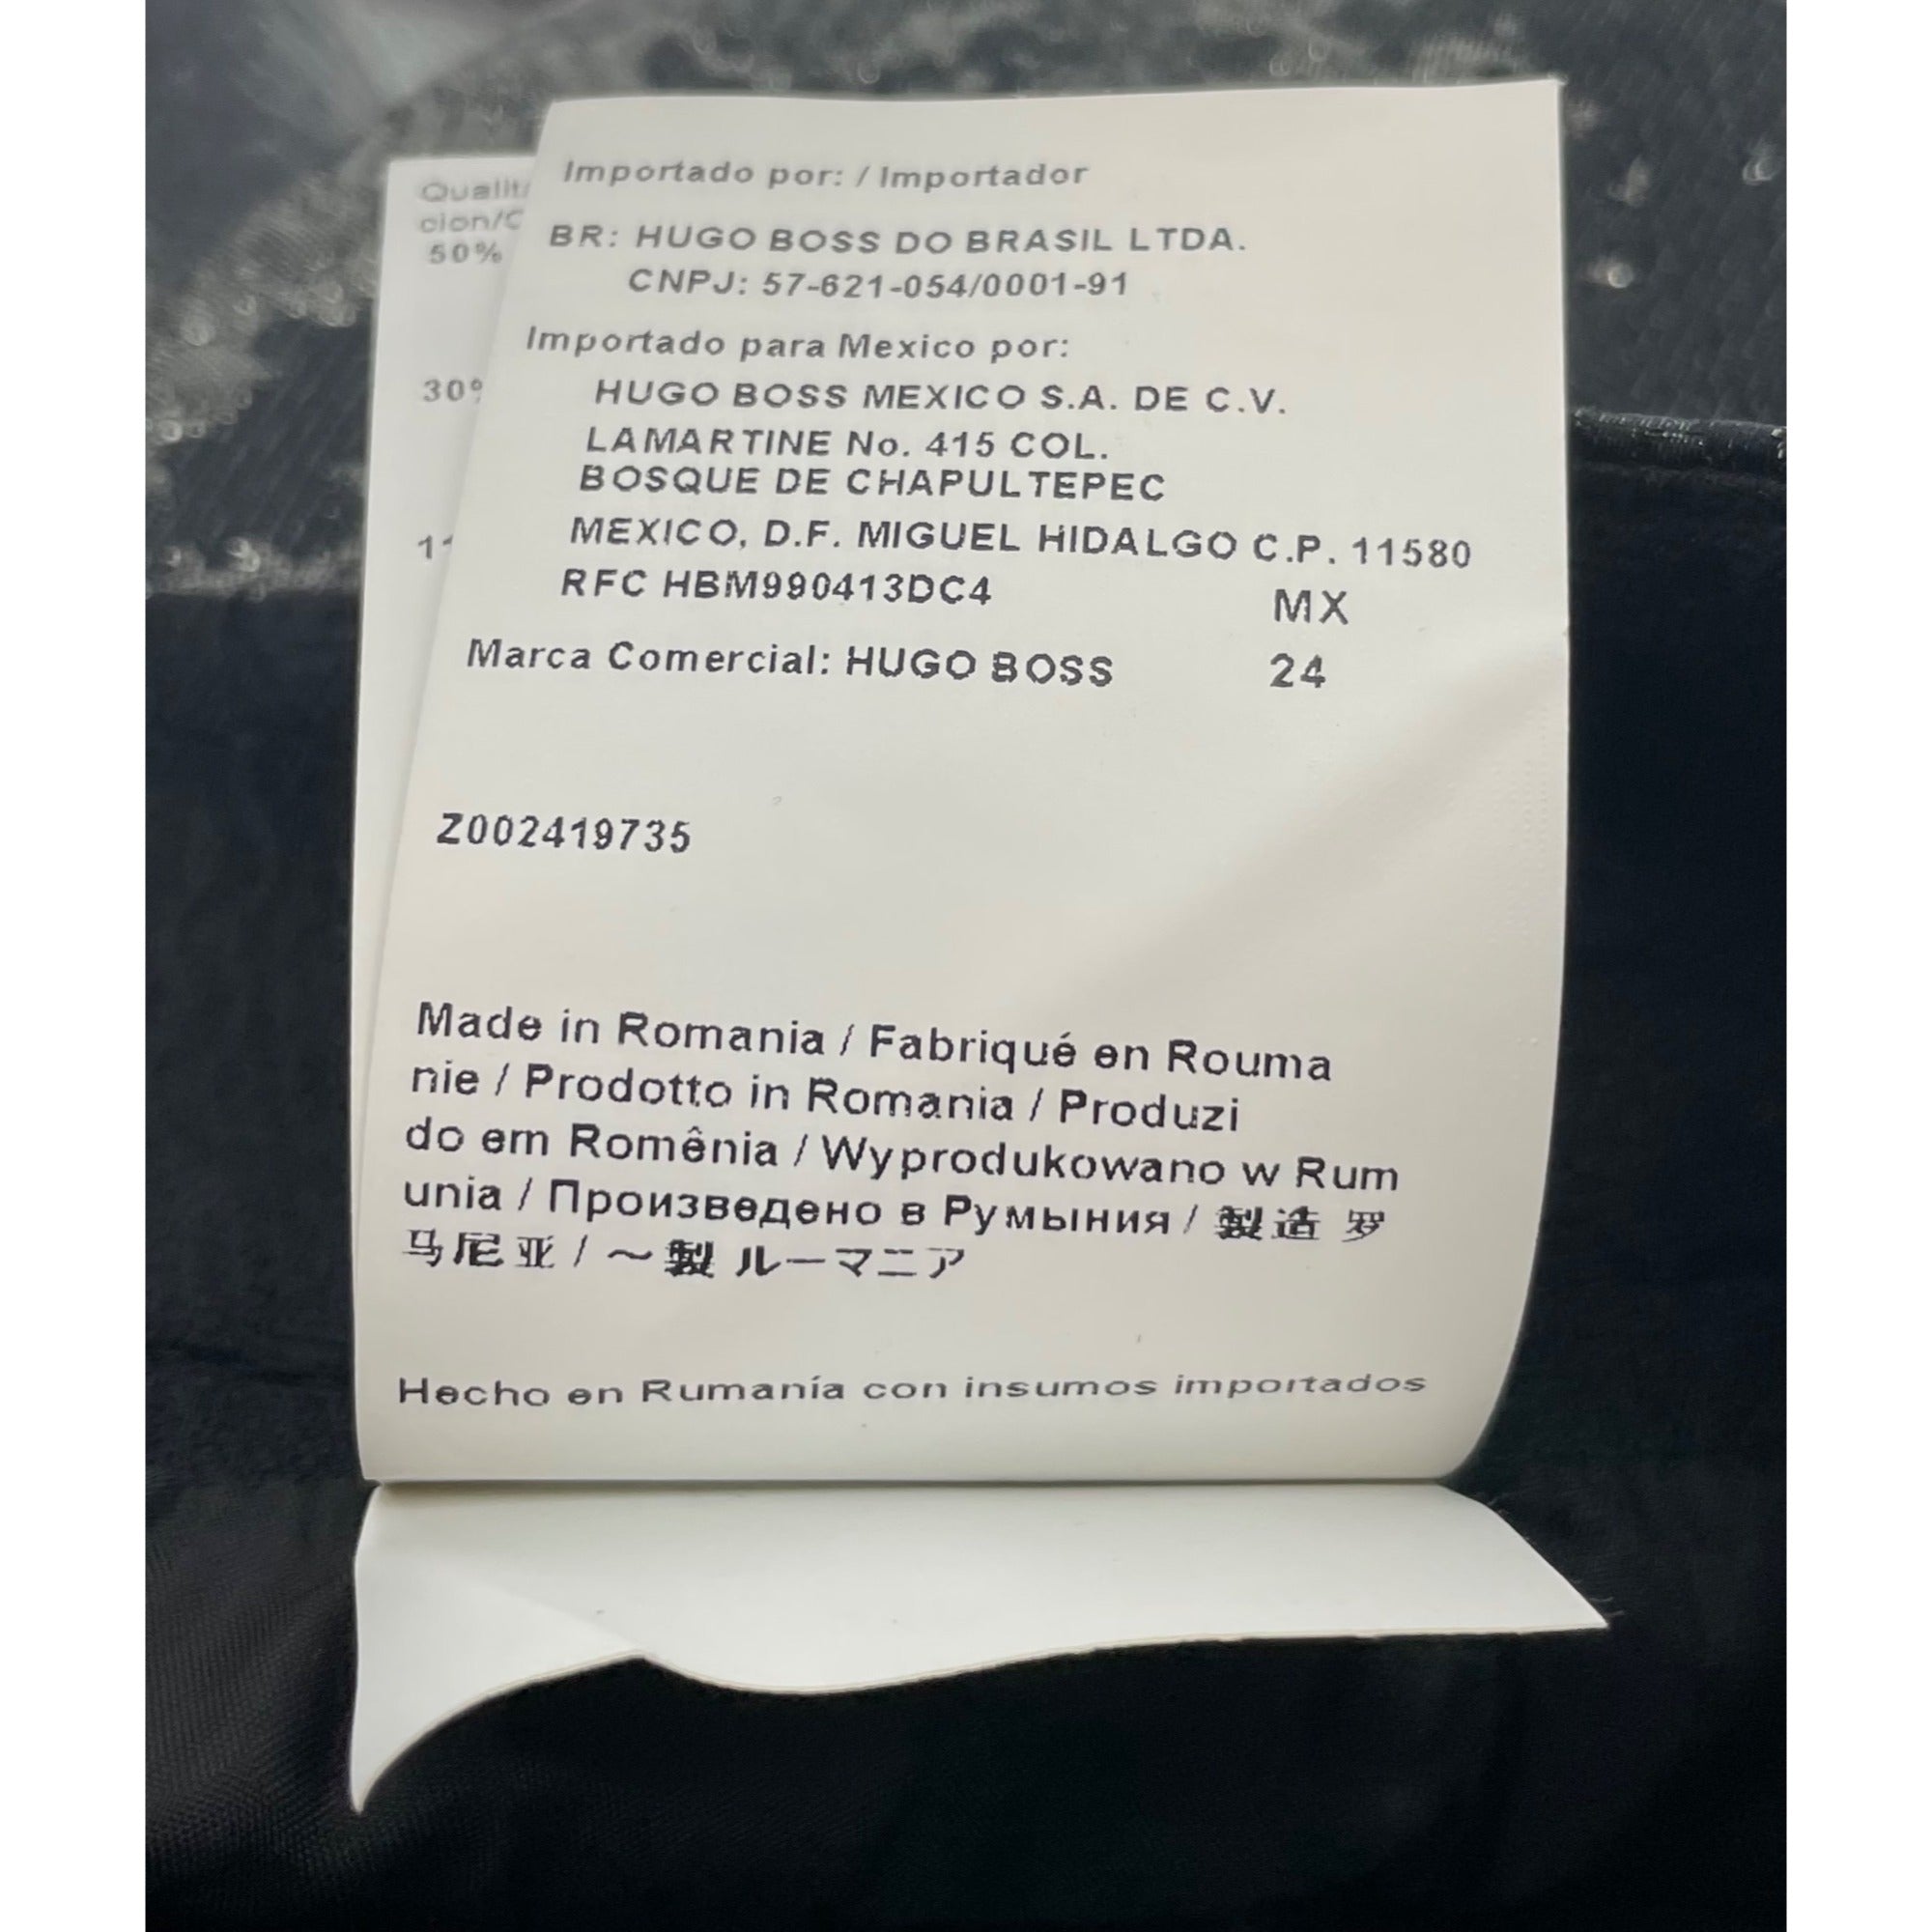 Importado por: / Importador
BR: HUGO BOSS DO BRASIL LTDA.
CNPJ: 57-621-054/0001-91
Importado para Mexico por:
HUGO BOSS MEXICO S.A. DE C.V.
LAMARTINE No. 415 COL.
BOSQUE DE CHAPULTEPEC
MEXICO, D.F. MIGUEL HIDALGO C.P. 11580
RFC HBM990413DC4 MX
Marca Comercial: HUGO BOSS 24
Z002419735
Made in Romania / Fabriqué en Rouma
nie / Prodotto in Romania / Produzi
do em Romênia / Wyprodukowano w Rum
unia / Произведено в Румыния / 製造 罗
马尼亚 / ～製 ルーマニア
Hecho en Rumanía con insumos importados
50%